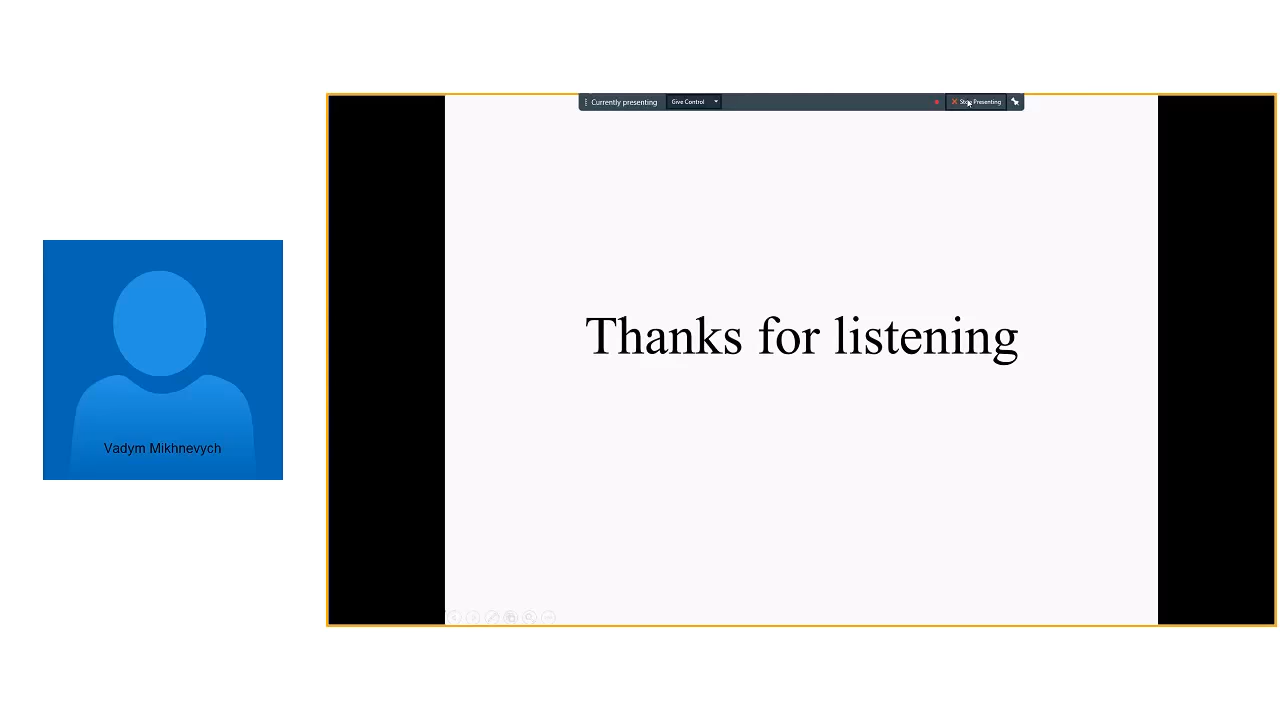 Currently presenting
Give Control
Stop Presenting
Thanks for listening
Vadym Mikhnevych